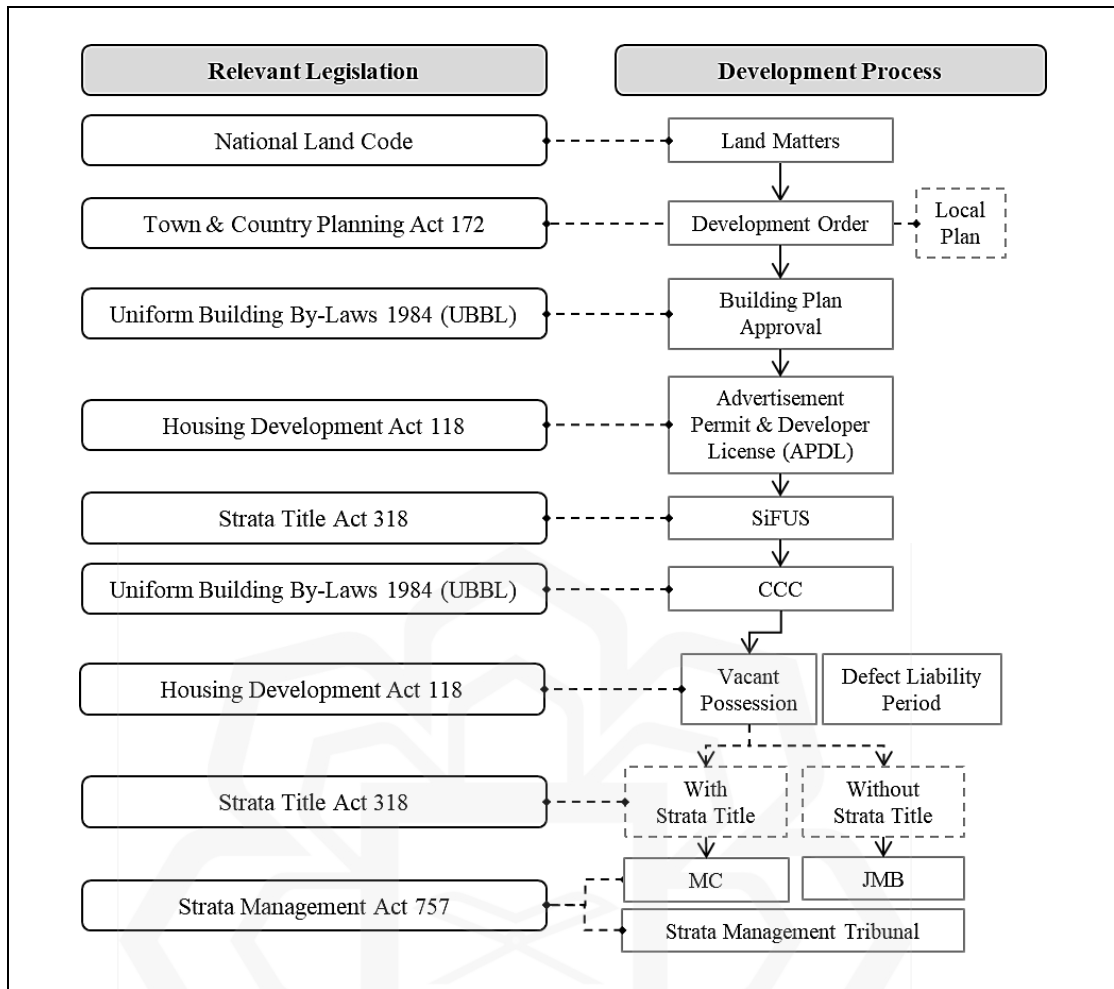 Relevant Legislation
Development Process
National Land Code
Land Matters
Town & Country Planning Act 172
Development Order
Local
Plan
Uniform Building By-Laws 1984 (UBBL)
Building Plan
Approval
Housing Development Act 118
Advertisement
Permit & Developer
License (APDL)
Strata Title Act 318
SiFUS
Uniform Building By-Laws 1984 (UBBL)
CCC
Housing Development Act 118
Vacant
Possession
Defect Liability
Period
Strata Title Act 318
With
Strata Title
Without
Strata Title
Strata Management Act 757
MC
JMB
Strata Management Tribunal